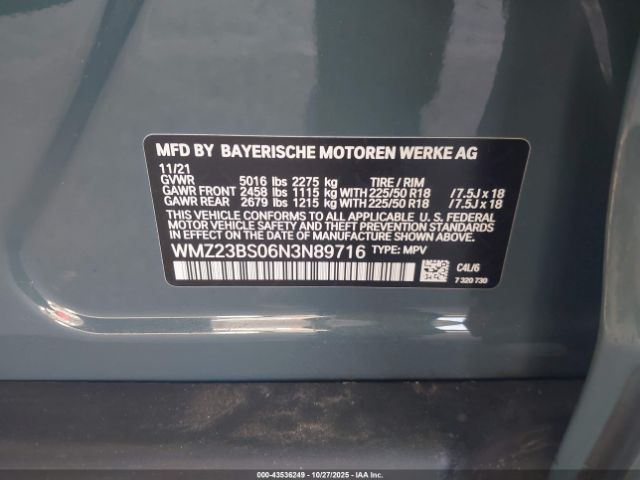 MFD BY BAYERISCHE MOTOREN WERKE AG
11/21
GVWR 5016 lbs 2275 kg TIRE / RIM
GAWR FRONT 2458 lbs 1115 kg WITH 225/50 R18 /7.5J x 18
GAWR REAR 2679 lbs 1215 kg WITH 225/50 R18 /7.5J x 18
THIS VEHICLE CONFORMS TO ALL APPLICABLE U. S. FEDERAL
MOTOR VEHICLE SAFETY AND THEFT PREVENTION STANDARDS
IN EFFECT ON THE DATE OF MANUFACTURE SHOWN ABOVE.
WMZ23BS06N3N89716 TYPE: MPV
C4L/6
7 320 730
000-43536249 - 10/27/2025 - COPYRIGHT IAA, Inc.